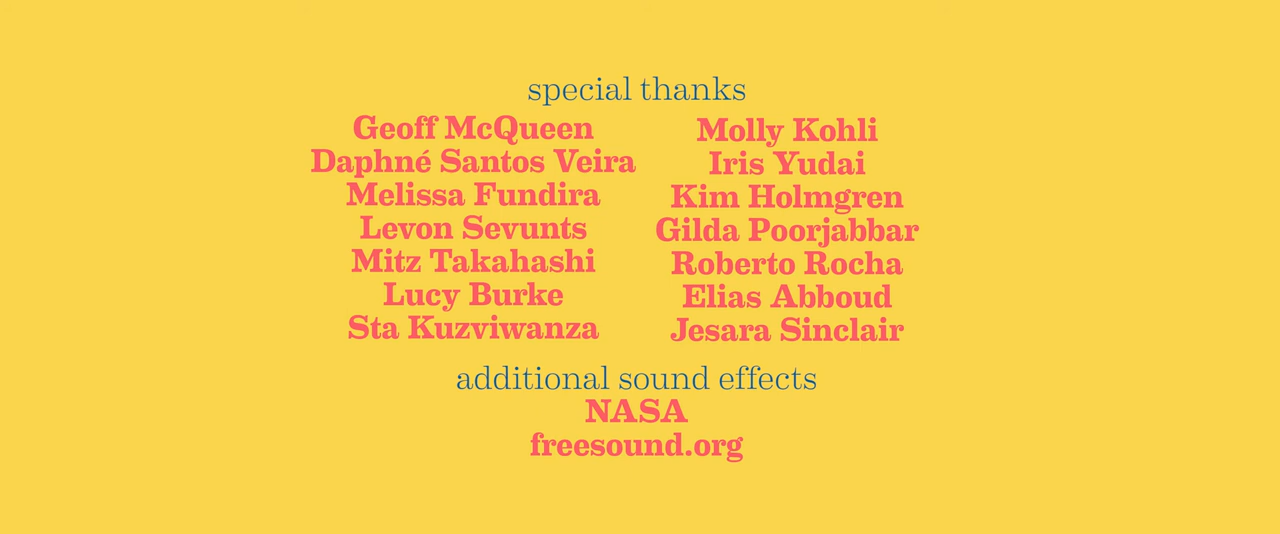 special thanks
Geoff McQueen
Daphné Santos Veira
Melissa Fundira
Levon Sevunts
Mitz Takahashi
Lucy Burke
Sta Kuzviwanza
Molly Kohli
Iris Yudai
Kim Holmgren
Gilda Poorjabbar
Roberto Rocha
Elias Abboud
Jesara Sinclair
additional sound effects
NASA
freesound.org